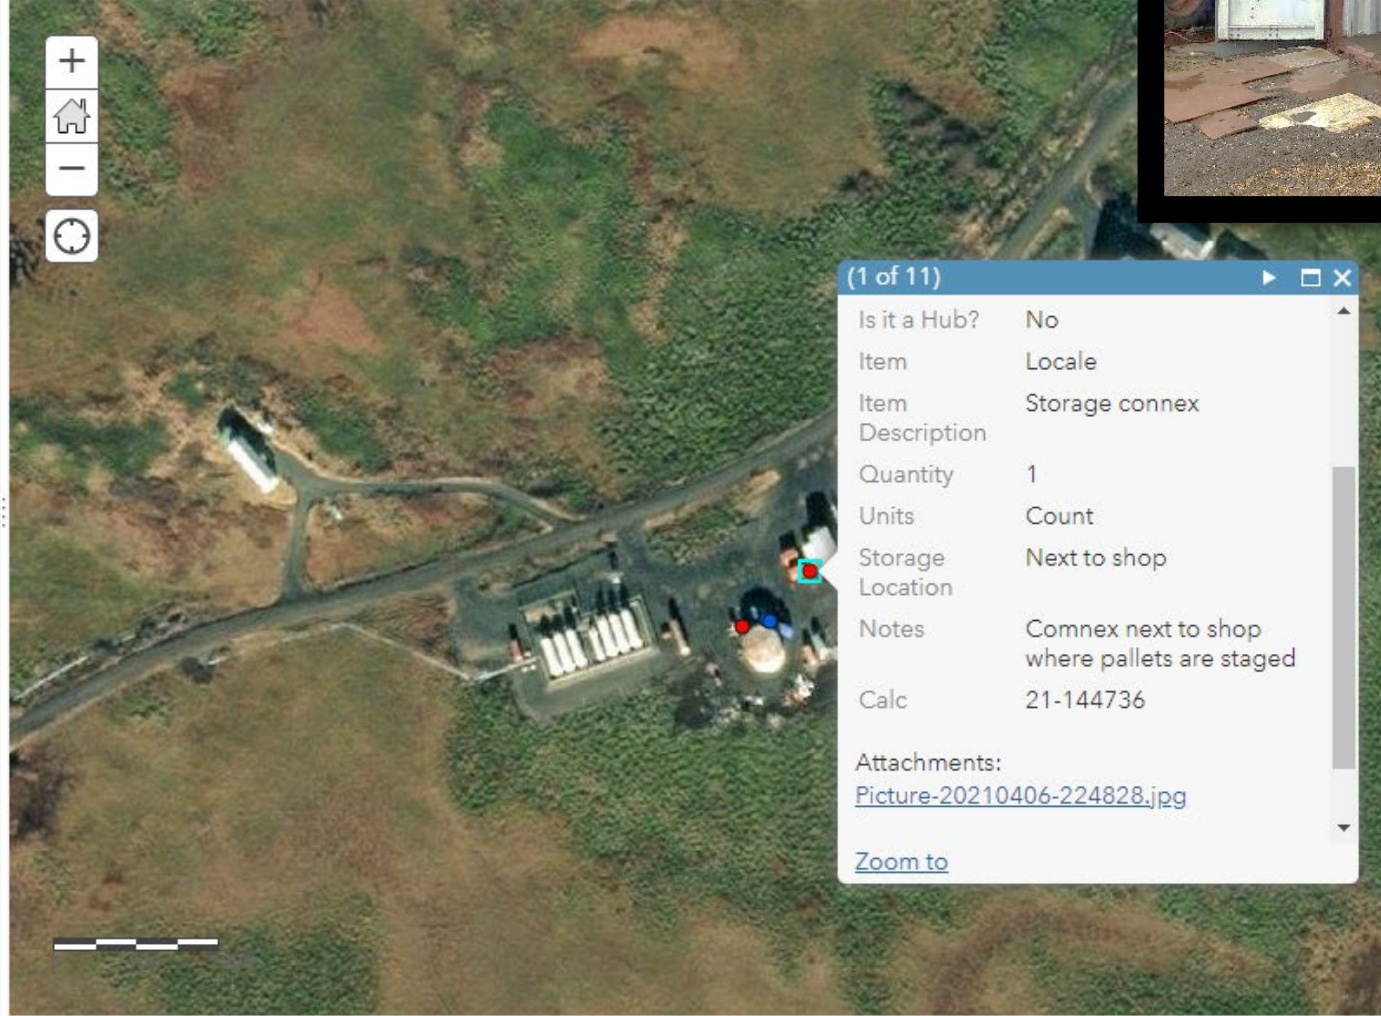 (1 of 11)
Is it a Hub? No
Item Locale
Item Storage connex
Description
Quantity 1
Units Count
Storage Next to shop
Location
Notes Comnex next to shop
where pallets are staged
Calc 21-144736
Attachments:
Picture-20210406-224828.jpg
Zoom to